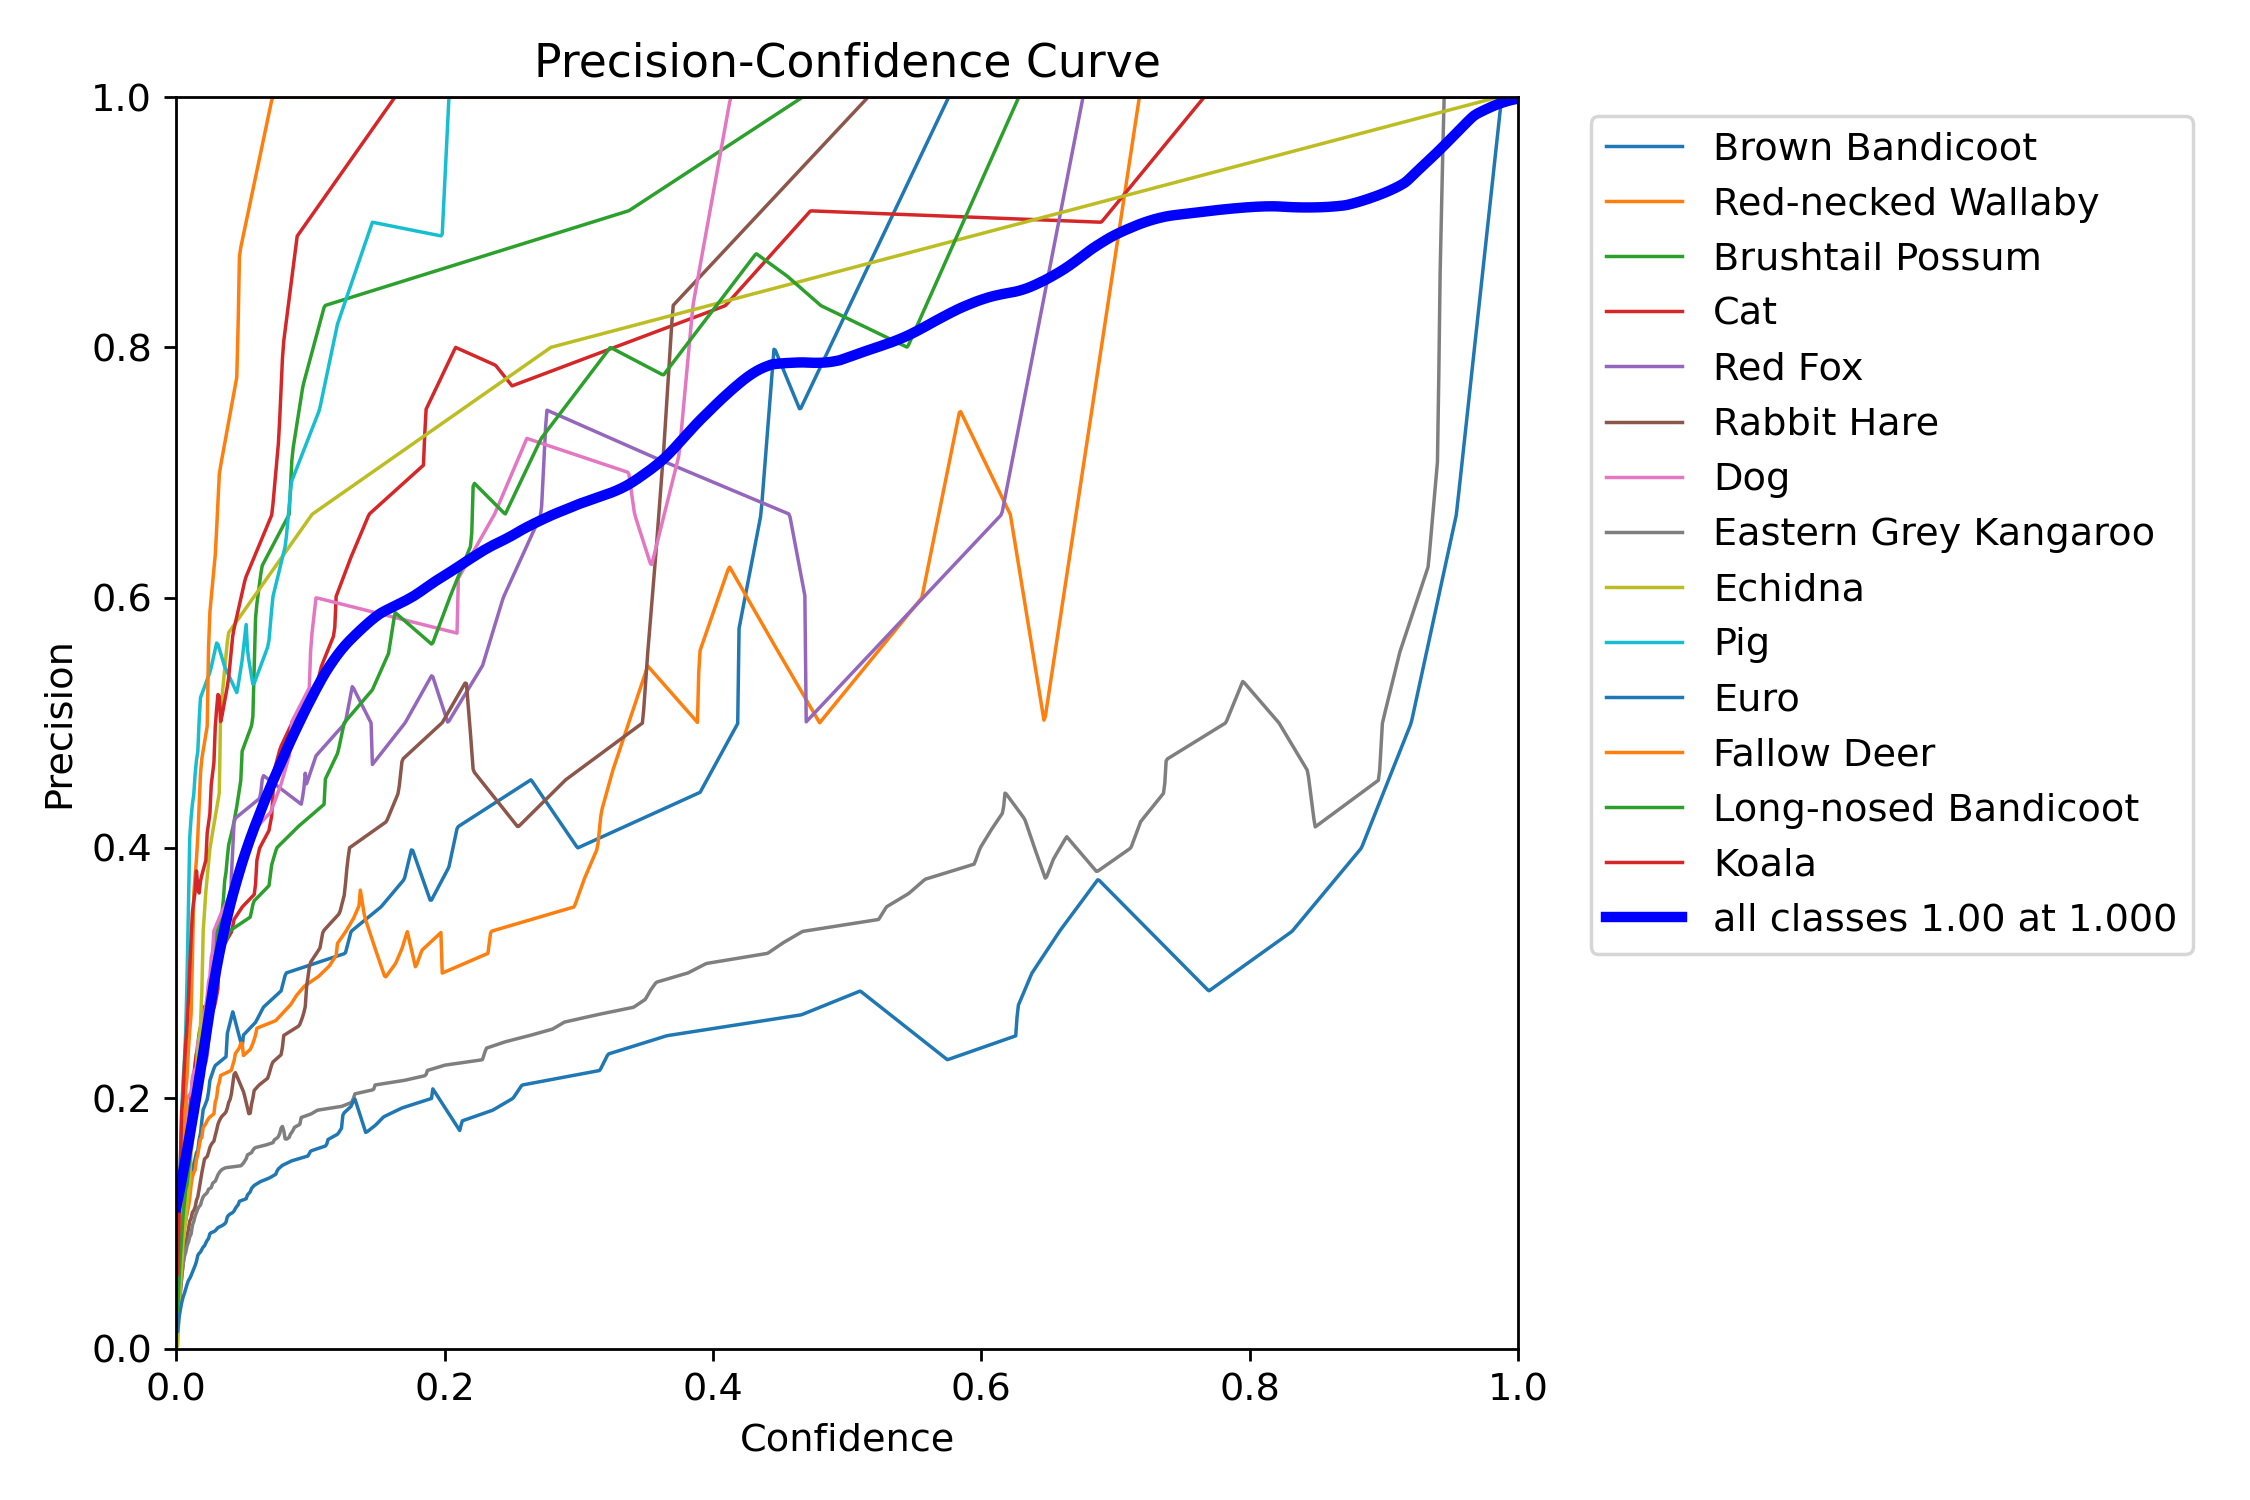 Precision-Confidence Curve
1.0
0.8
0.6
0.4
0.2
0.0
Precision
0.0 0.2 0.4 0.6 0.8 1.0
Confidence
Brown Bandicoot
Red-necked Wallaby
Brushtail Possum
Cat
Red Fox
Rabbit Hare
Dog
Eastern Grey Kangaroo
Echidna
Pig
Euro
Fallow Deer
Long-nosed Bandicoot
Koala
all classes 1.00 at 1.000